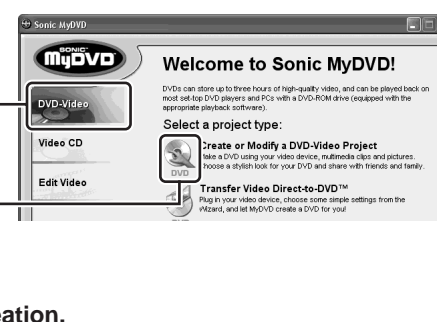 Sonic MyDVD
SONIC
MyDVD
Welcome to Sonic MyDVD!
DVDs can store up to three hours of high-quality video, and can be played back on
most set-top DVD players and PCs with a DVD-ROM drive (equipped with the
appropriate playback software).
Select a project type:
DVD-Video
Video CD
Edit Video
Create or Modify a DVD-Video Project
ake a DVD using your video device, multimedia clips and pictures.
hoose a stylish look for your DVD and share with friends and family.
DVD
Transfer Video Direct-to-DVD™
Plug in your video device, choose some simple settings from the
Wizard, and let MyDVD create a DVD for you!
eation.